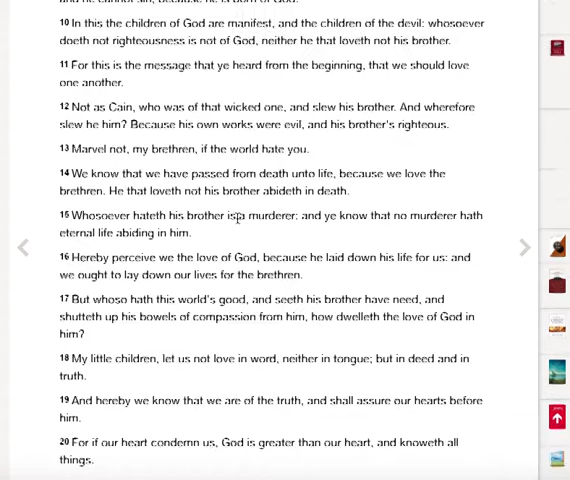 and he cannot sin, because he is born of God.
10 In this the children of God are manifest, and the children of the devil: whosoever
doeth not righteousness is not of God, neither he that loveth not his brother.
11 For this is the message that ye heard from the beginning, that we should love
one another.
12 Not as Cain, who was of that wicked one, and slew his brother. And wherefore
slew he him? Because his own works were evil, and his brother's righteous.
13 Marvel not, my brethren, if the world hate you.
14 We know that we have passed from death unto life, because we love the
brethren. He that loveth not his brother abideth in death.
15 Whosoever hateth his brother is a murderer: and ye know that no murderer hath
eternal life abiding in him.
16 Hereby perceive we the love of God, because he laid down his life for us: and
we ought to lay down our lives for the brethren.
17 But whoso hath this world's good, and seeth his brother have need, and
shutteth up his bowels of compassion from him, how dwelleth the love of God in
him?
18 My little children, let us not love in word, neither in tongue; but in deed and in
truth.
19 And hereby we know that we are of the truth, and shall assure our hearts before
him.
20 For if our heart condemn us, God is greater than our heart, and knoweth all
things.